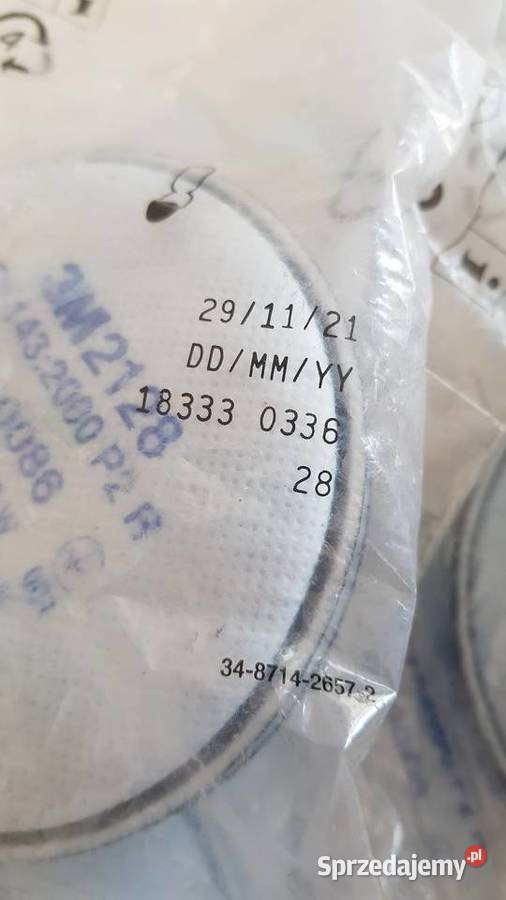 29/11/21
DD/MM/YY
18333 0336
28
3M 2128
143:2000 P2 R
0086
34-8714-2657-2
Sprzedajemy.pl